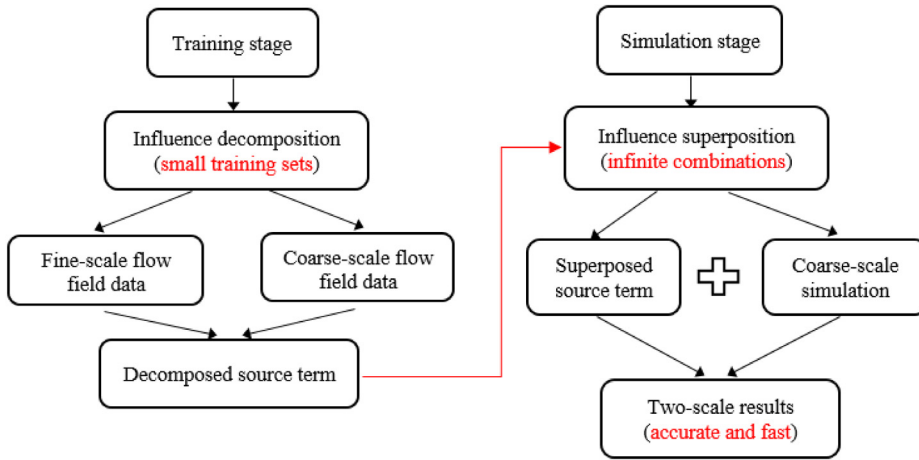 Training stage
Influence decomposition
(small training sets)
Fine-scale flow
field data
Coarse-scale flow
field data
Decomposed source term
Simulation stage
Influence superposition
(infinite combinations)
Superposed
source term
Coarse-scale
simulation
Two-scale results
(accurate and fast)